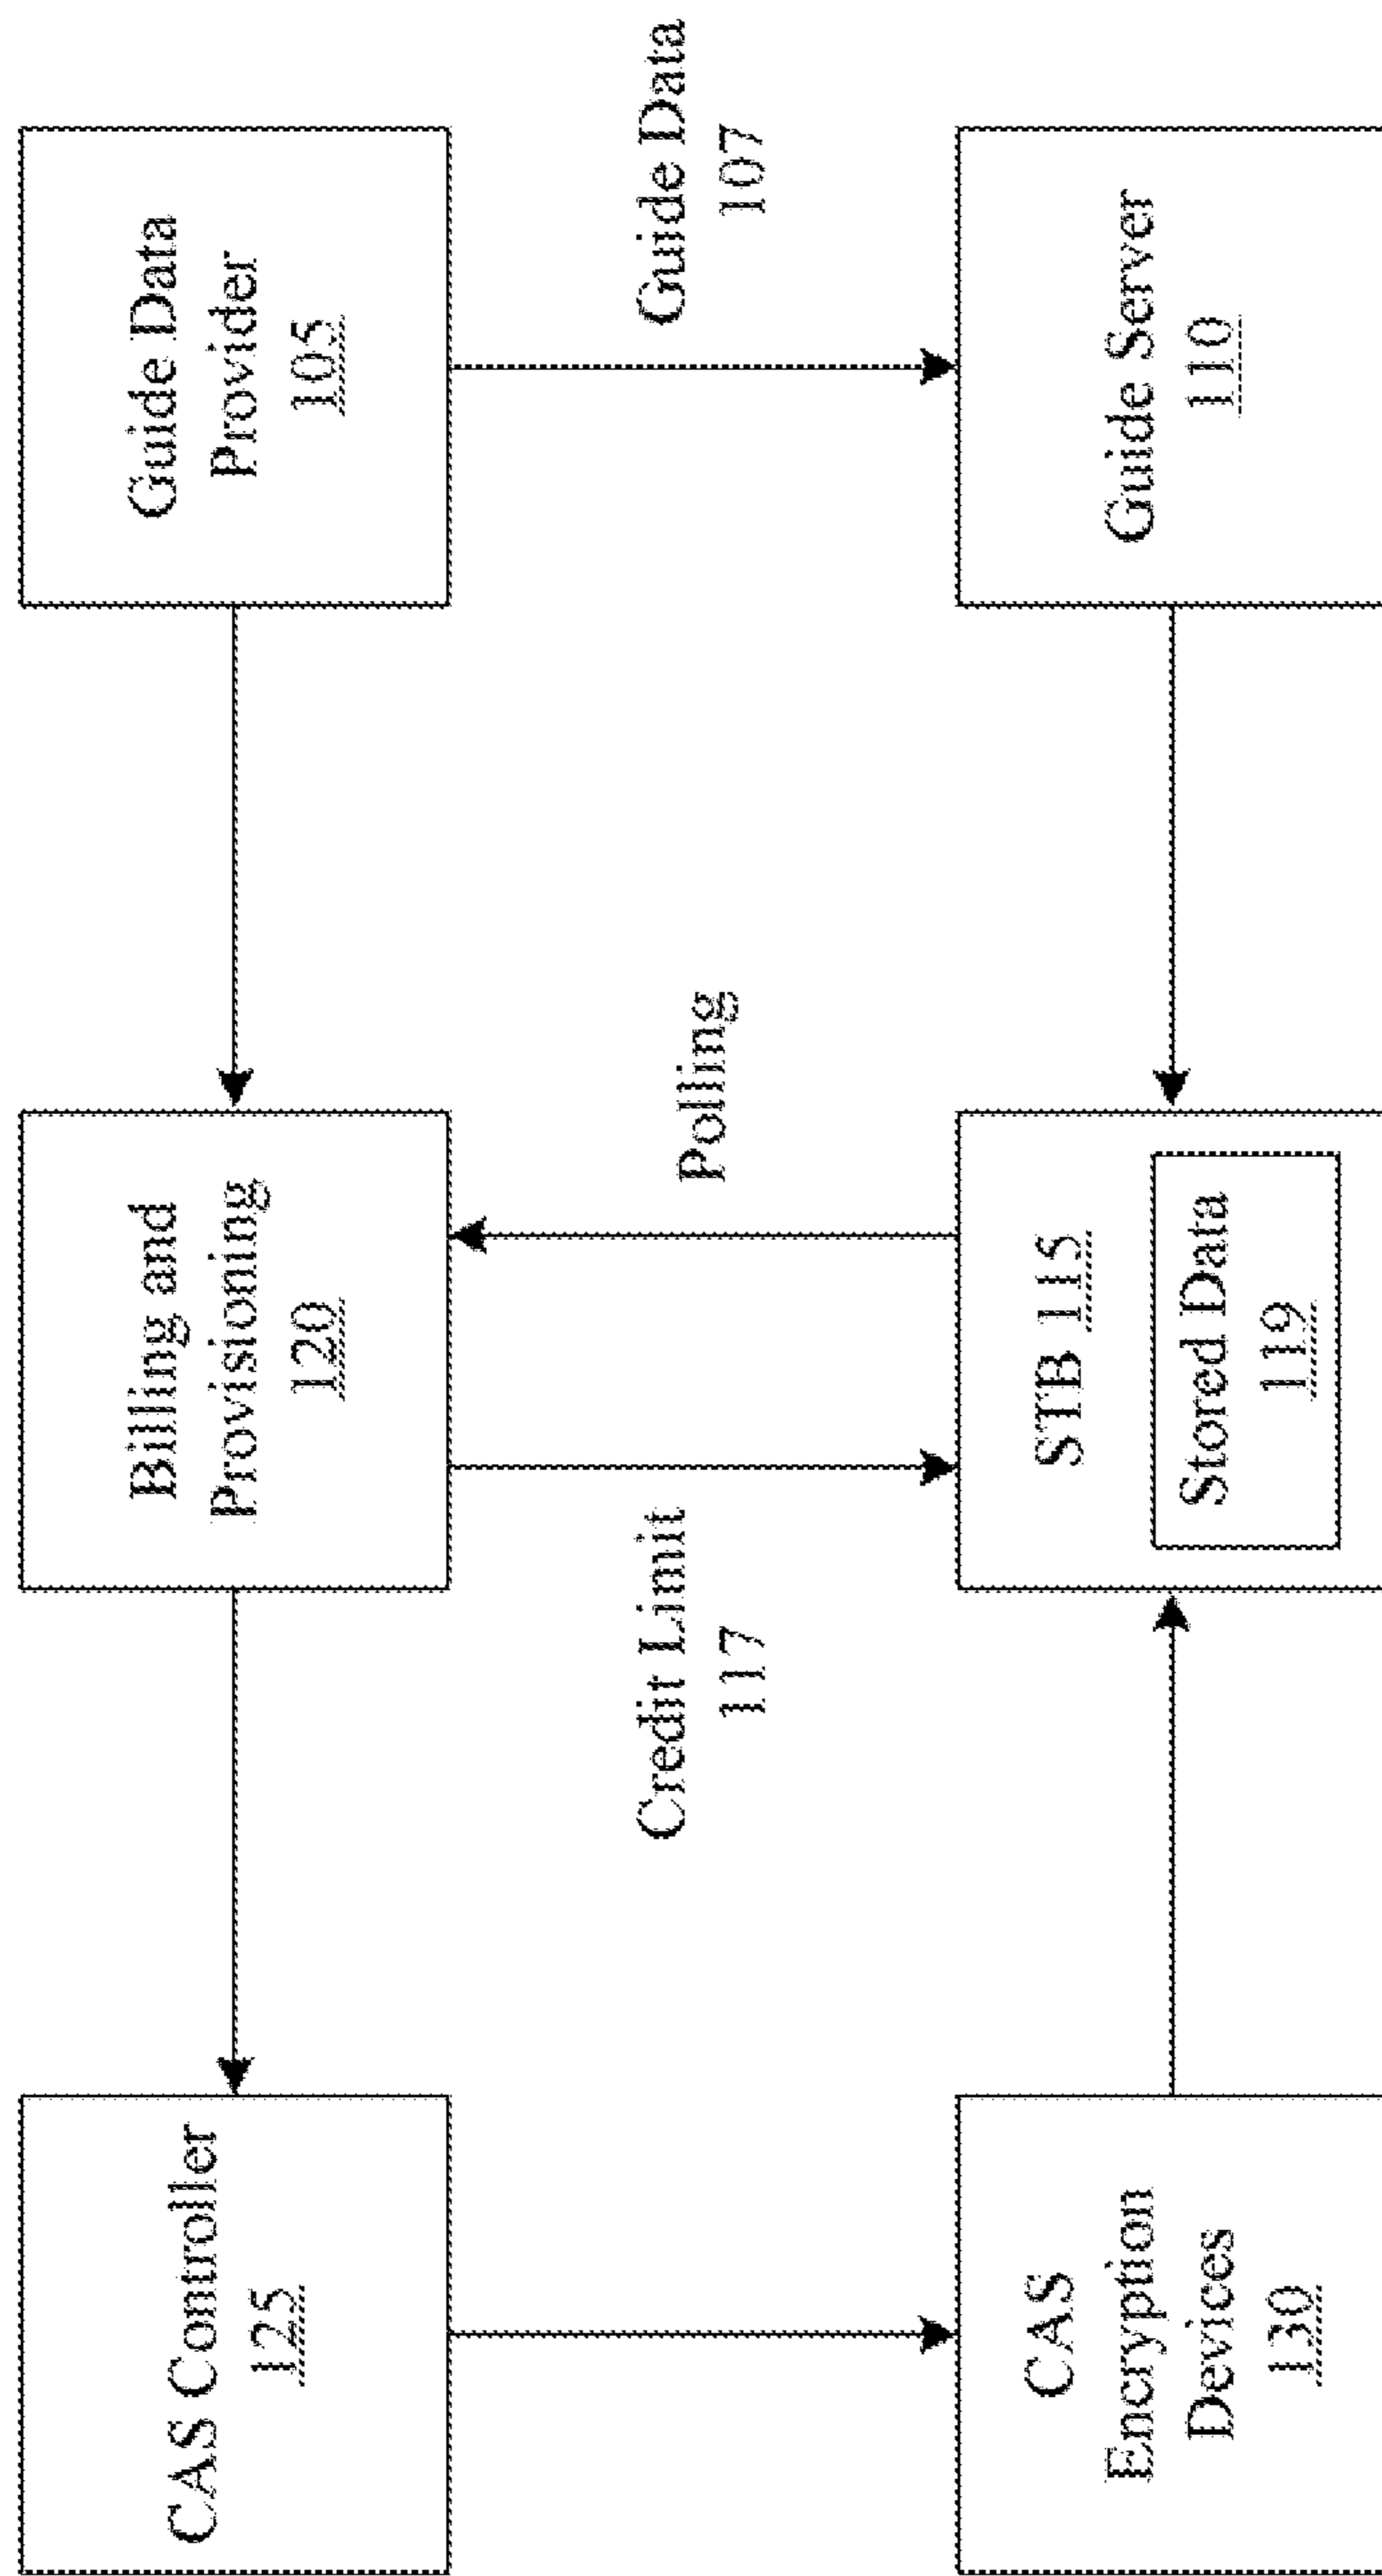 CAS Controller
125
Billing and
Provisioning
120
Guide Data
Provider
105
Credit Limit
117
Polling
Guide Data
107
CAS
Encryption
Devices
130
STB 115
Stored Data
119
Guide Server
110